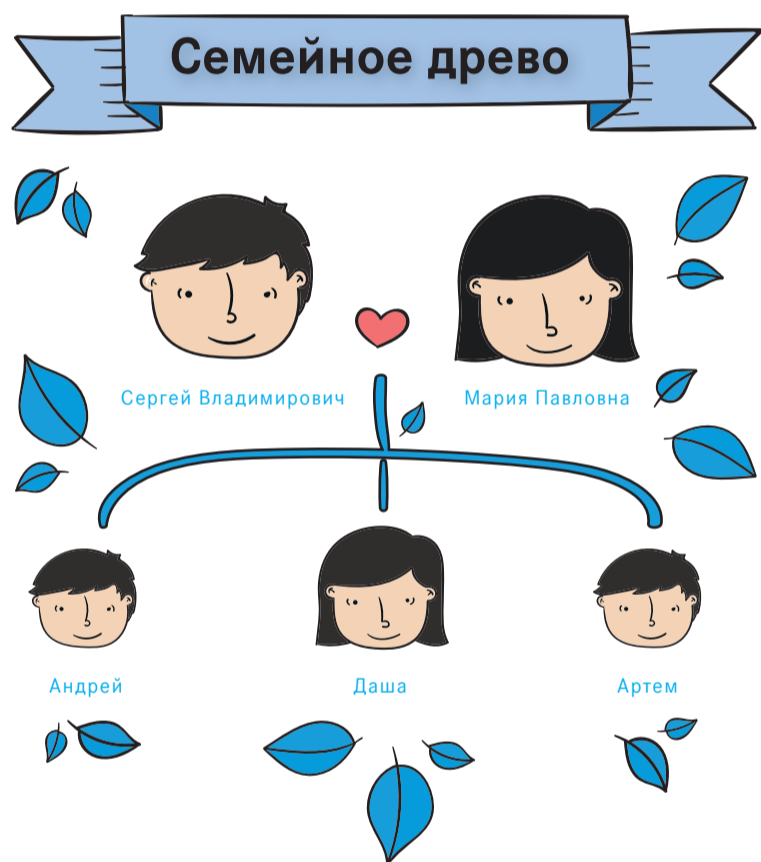 Семейное древо
Сергей Владимирович
Мария Павловна
Андрей
Даша
Артем